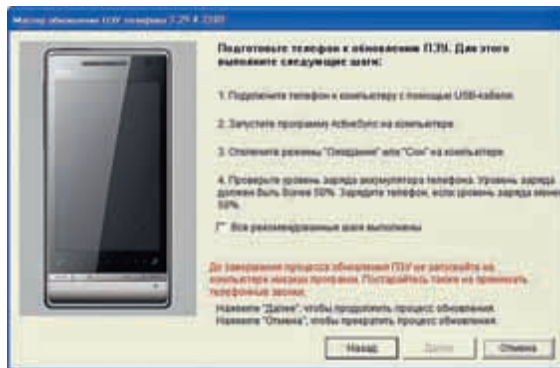 Мастер обновления ПЗУ телефона
Подготовьте телефон к обновлению ПЗУ. Для этого
выполните следующие шаги:
1. Подключите телефон к компьютеру с помощью USB-кабеля.
2. Запустите программу ActiveSync на компьютере.
3. Отключите режимы "Ожидание" или "Сон" на компьютере.
4. Проверьте уровень заряда аккумулятора телефона. Уровень заряда
должен быть более 50%. Зарядите телефон, если уровень заряда менее
50%.
Все рекомендованные шаги выполнены
До завершения процесса обновления ПЗУ не запускайте на
компьютере никаких программ. Постарайтесь также не принимать
телефонные звонки.
Нажмите "Далее", чтобы продолжить процесс обновления.
Нажмите "Отмена", чтобы прекратить процесс обновления.
Назад
Далее
Отмена